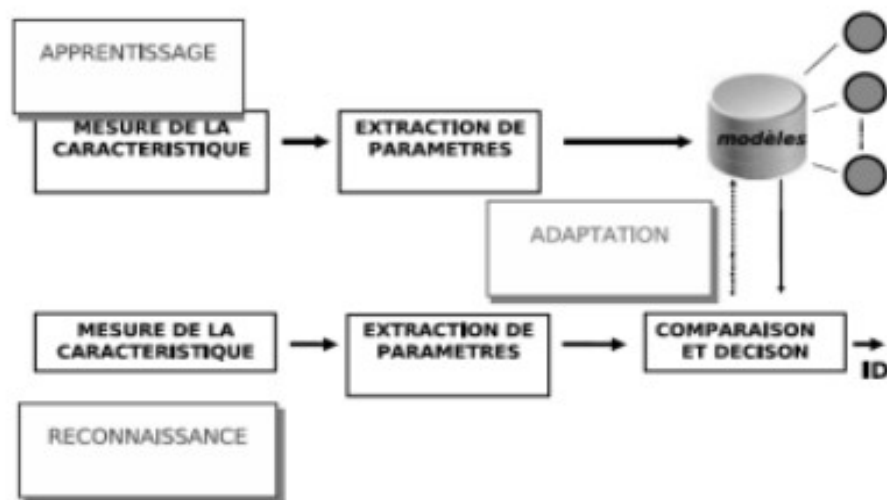 APPRENTISSAGE
MESURE DE LA
CARACTERISTIQUE
EXTRACTION DE
PARAMETRES
modèles
ADAPTATION
MESURE DE LA
CARACTERISTIQUE
EXTRACTION DE
PARAMETRES
COMPARAISON
ET DECISON
ID
RECONNAISSANCE